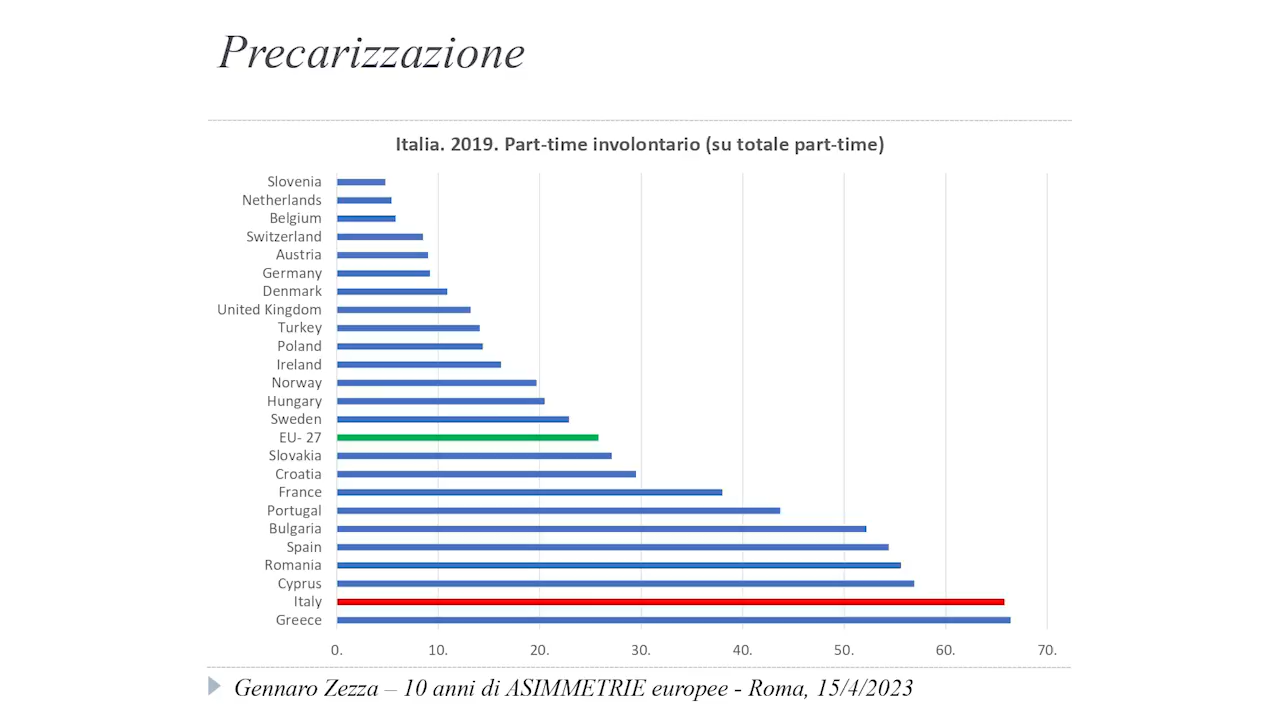 Precarizzazione
Italia. 2019. Part-time involontario (su totale part-time)
Slovenia
Netherlands
Belgium
Switzerland
Austria
Germany
Denmark
United Kingdom
Turkey
Poland
Ireland
Norway
Hungary
Sweden
EU- 27
Slovakia
Croatia
France
Portugal
Bulgaria
Spain
Romania
Cyprus
Italy
Greece
0. 10. 20. 30. 40. 50. 60. 70.
Gennaro Zezza – 10 anni di ASIMMETRIE europee - Roma, 15/4/2023